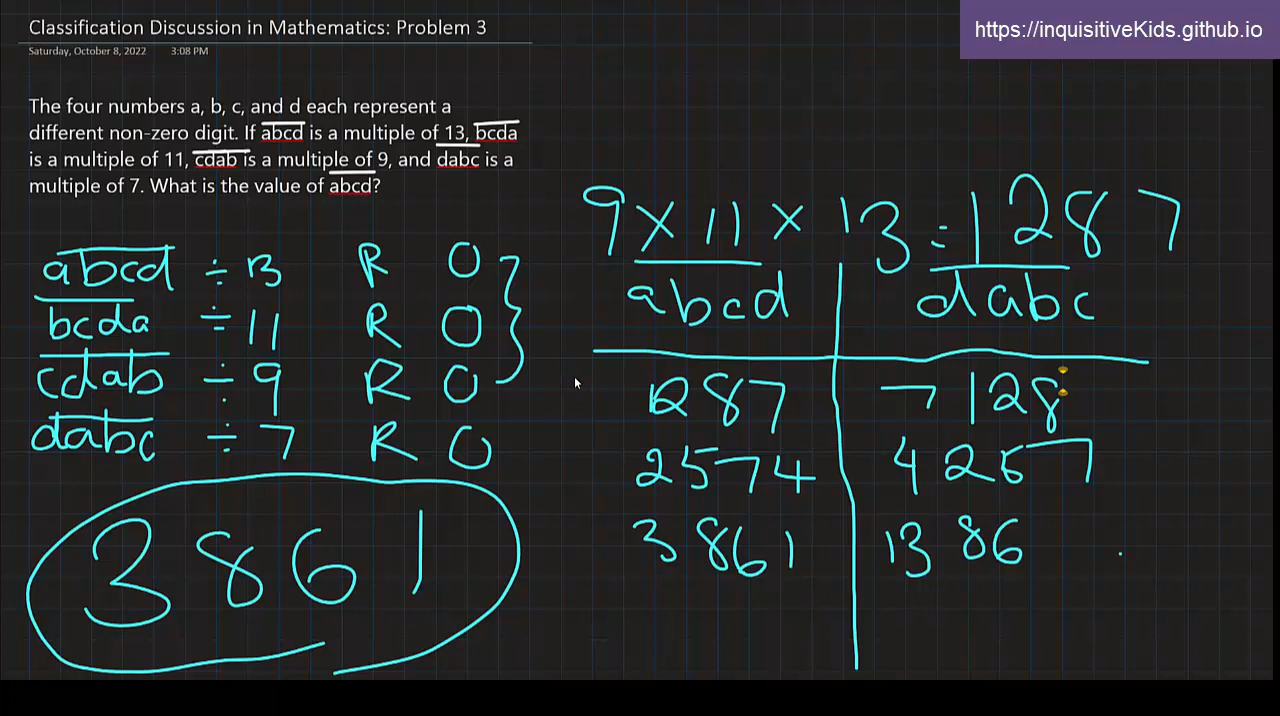 Classification Discussion in Mathematics: Problem 3
https://inquisitiveKids.github.io
Saturday, October 8, 2022 3:08 PM
The four numbers a, b, c, and d each represent a
different non-zero digit. If abcd is a multiple of 13, bcda
is a multiple of 11, cdab is a multiple of 9, and dabc is a
multiple of 7. What is the value of abcd?
9 × 11 × 13 = 1287
abcd ÷ 13 R 0
bcda ÷ 11 R 0
cdab ÷ 9 R 0
dabc ÷ 7 R 0
abcd dabc
1287 7128
2574 4257
3861 1386
3861